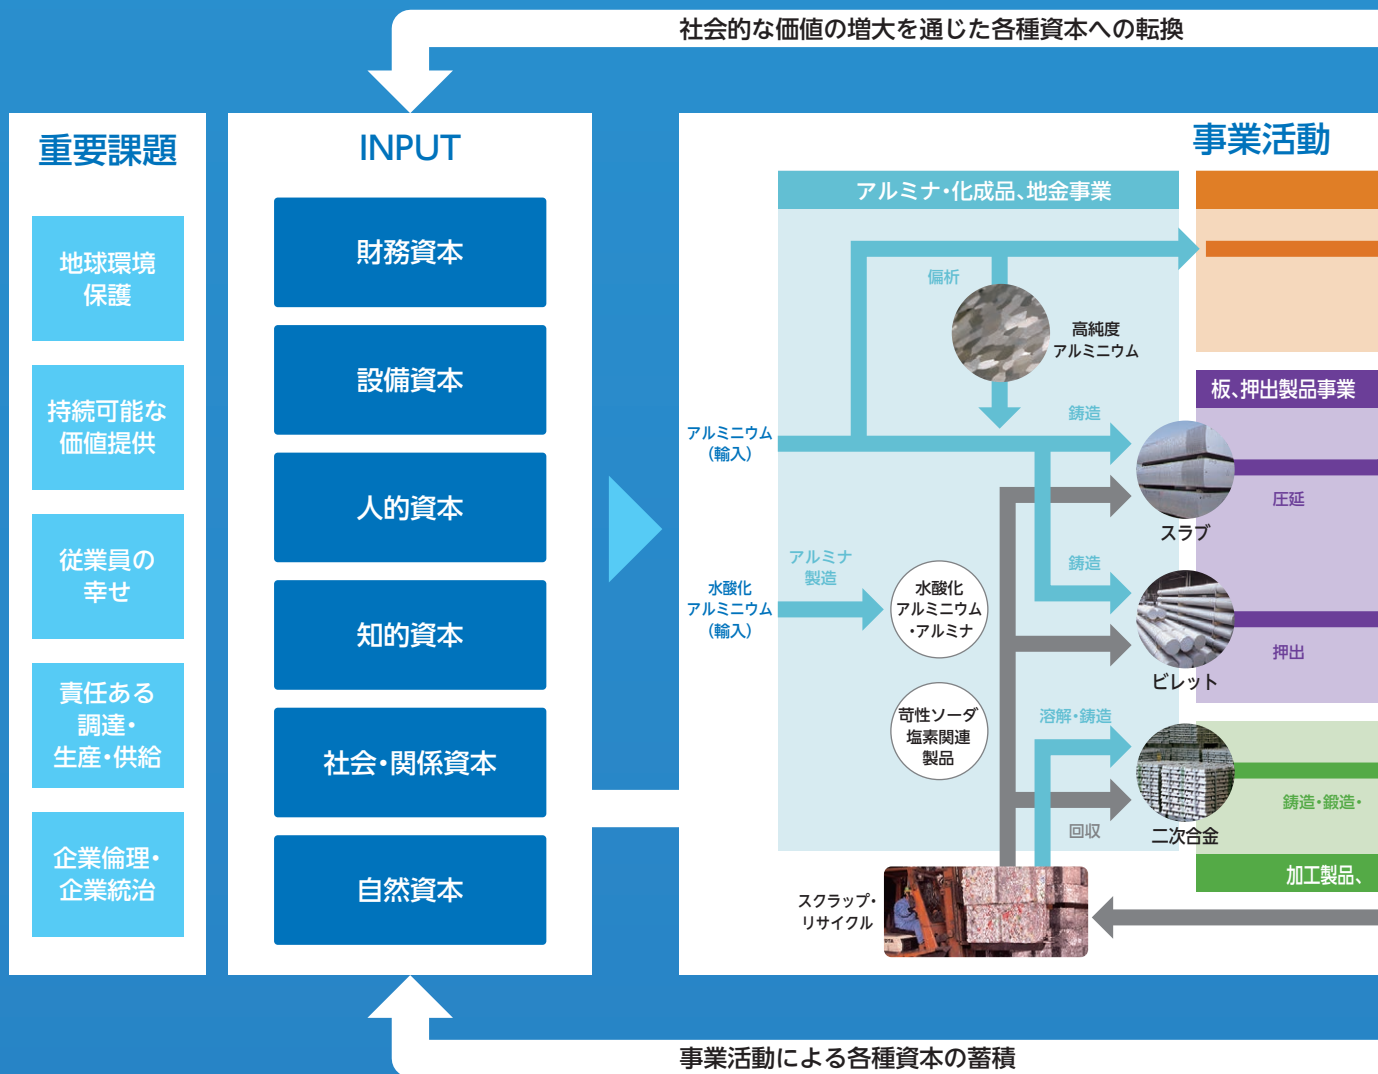 社会的な価値の増大を通じた各種資本への転換
重要課題
地球環境
保護
持続可能な
価値提供
従業員の
幸せ
責任ある
調達・
生産・供給
企業倫理・
企業統治
INPUT
財務資本
設備資本
人的資本
知的資本
社会・関係資本
自然資本
事業活動
アルミナ・化成品、地金事業
偏析
高純度
アルミニウム
アルミニウム
（輸入）
鋳造
スラブ
水酸化
アルミニウム
（輸入）
アルミナ
製造
水酸化
アルミニウム
・アルミナ
鋳造
ビレット
苛性ソーダ
塩素関連
製品
溶解・鋳造
回収
二次合金
スクラップ・
リサイクル
板、押出製品事業
圧延
押出
鋳造・鍛造・
加工製品、
事業活動による各種資本の蓄積